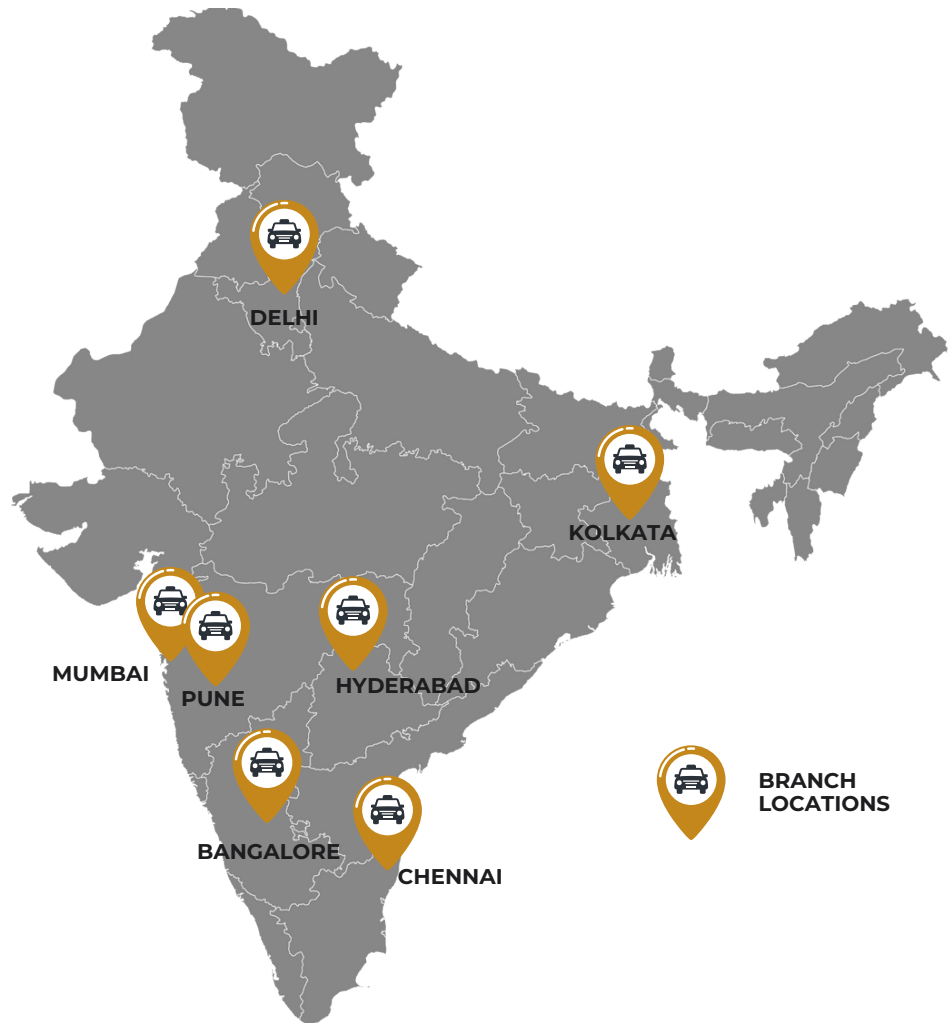 DELHI
KOLKATA
MUMBAI
PUNE
HYDERABAD
BRANCH
LOCATIONS
BANGALORE
CHENNAI